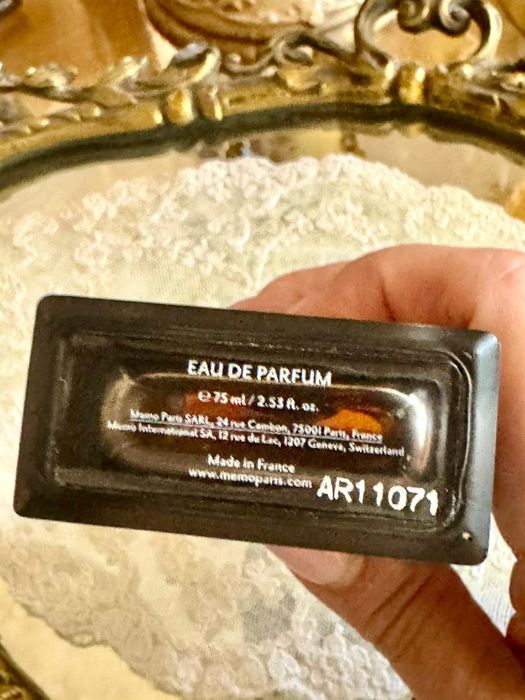 EAU DE PARFUM
℮ 75 ml / 2.53 fl. oz.
Memo Paris SARL, 24 rue Cambon, 75001 Paris, France
Memo International SA, 12 rue du Lac, 1207 Geneva, Switzerland
Made in France
www.memoparis.com
AR11071